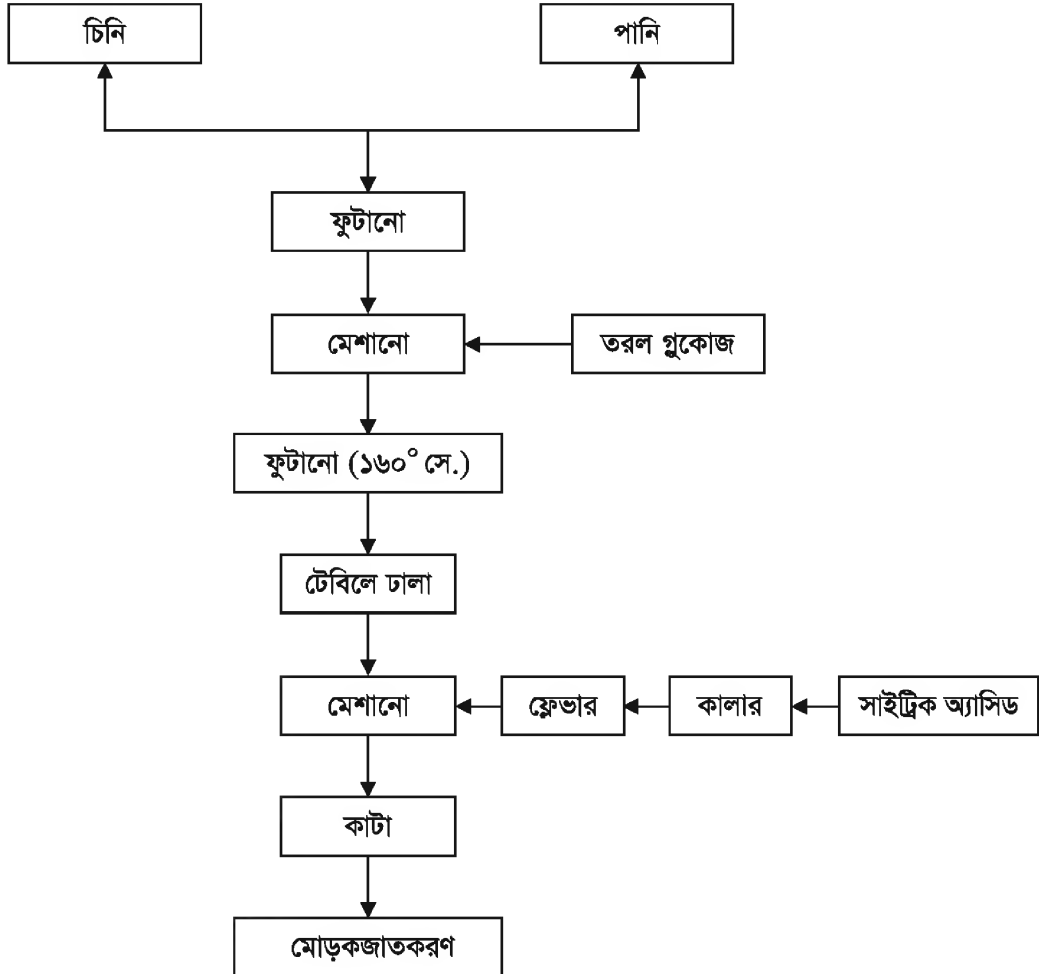 চিনি
পানি
ফুটানো
মেশানো
তরল গ্লুকোজ
ফুটানো (১৬০° সে.)
টেবিলে ঢালা
মেশানো
ফ্লেভার
কালার
সাইট্রিক অ্যাসিড
কাটা
মোড়কজাতকরণ